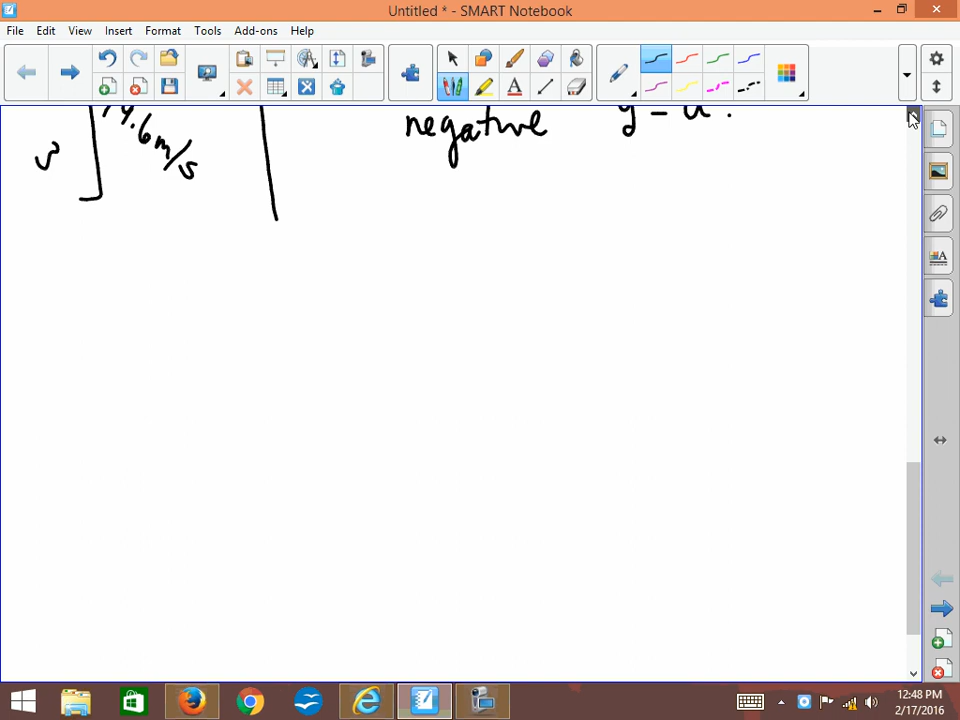 Untitled * - SMART Notebook
File Edit View Insert Format Tools Add-ons Help
negative
12:48 PM
2/17/2016